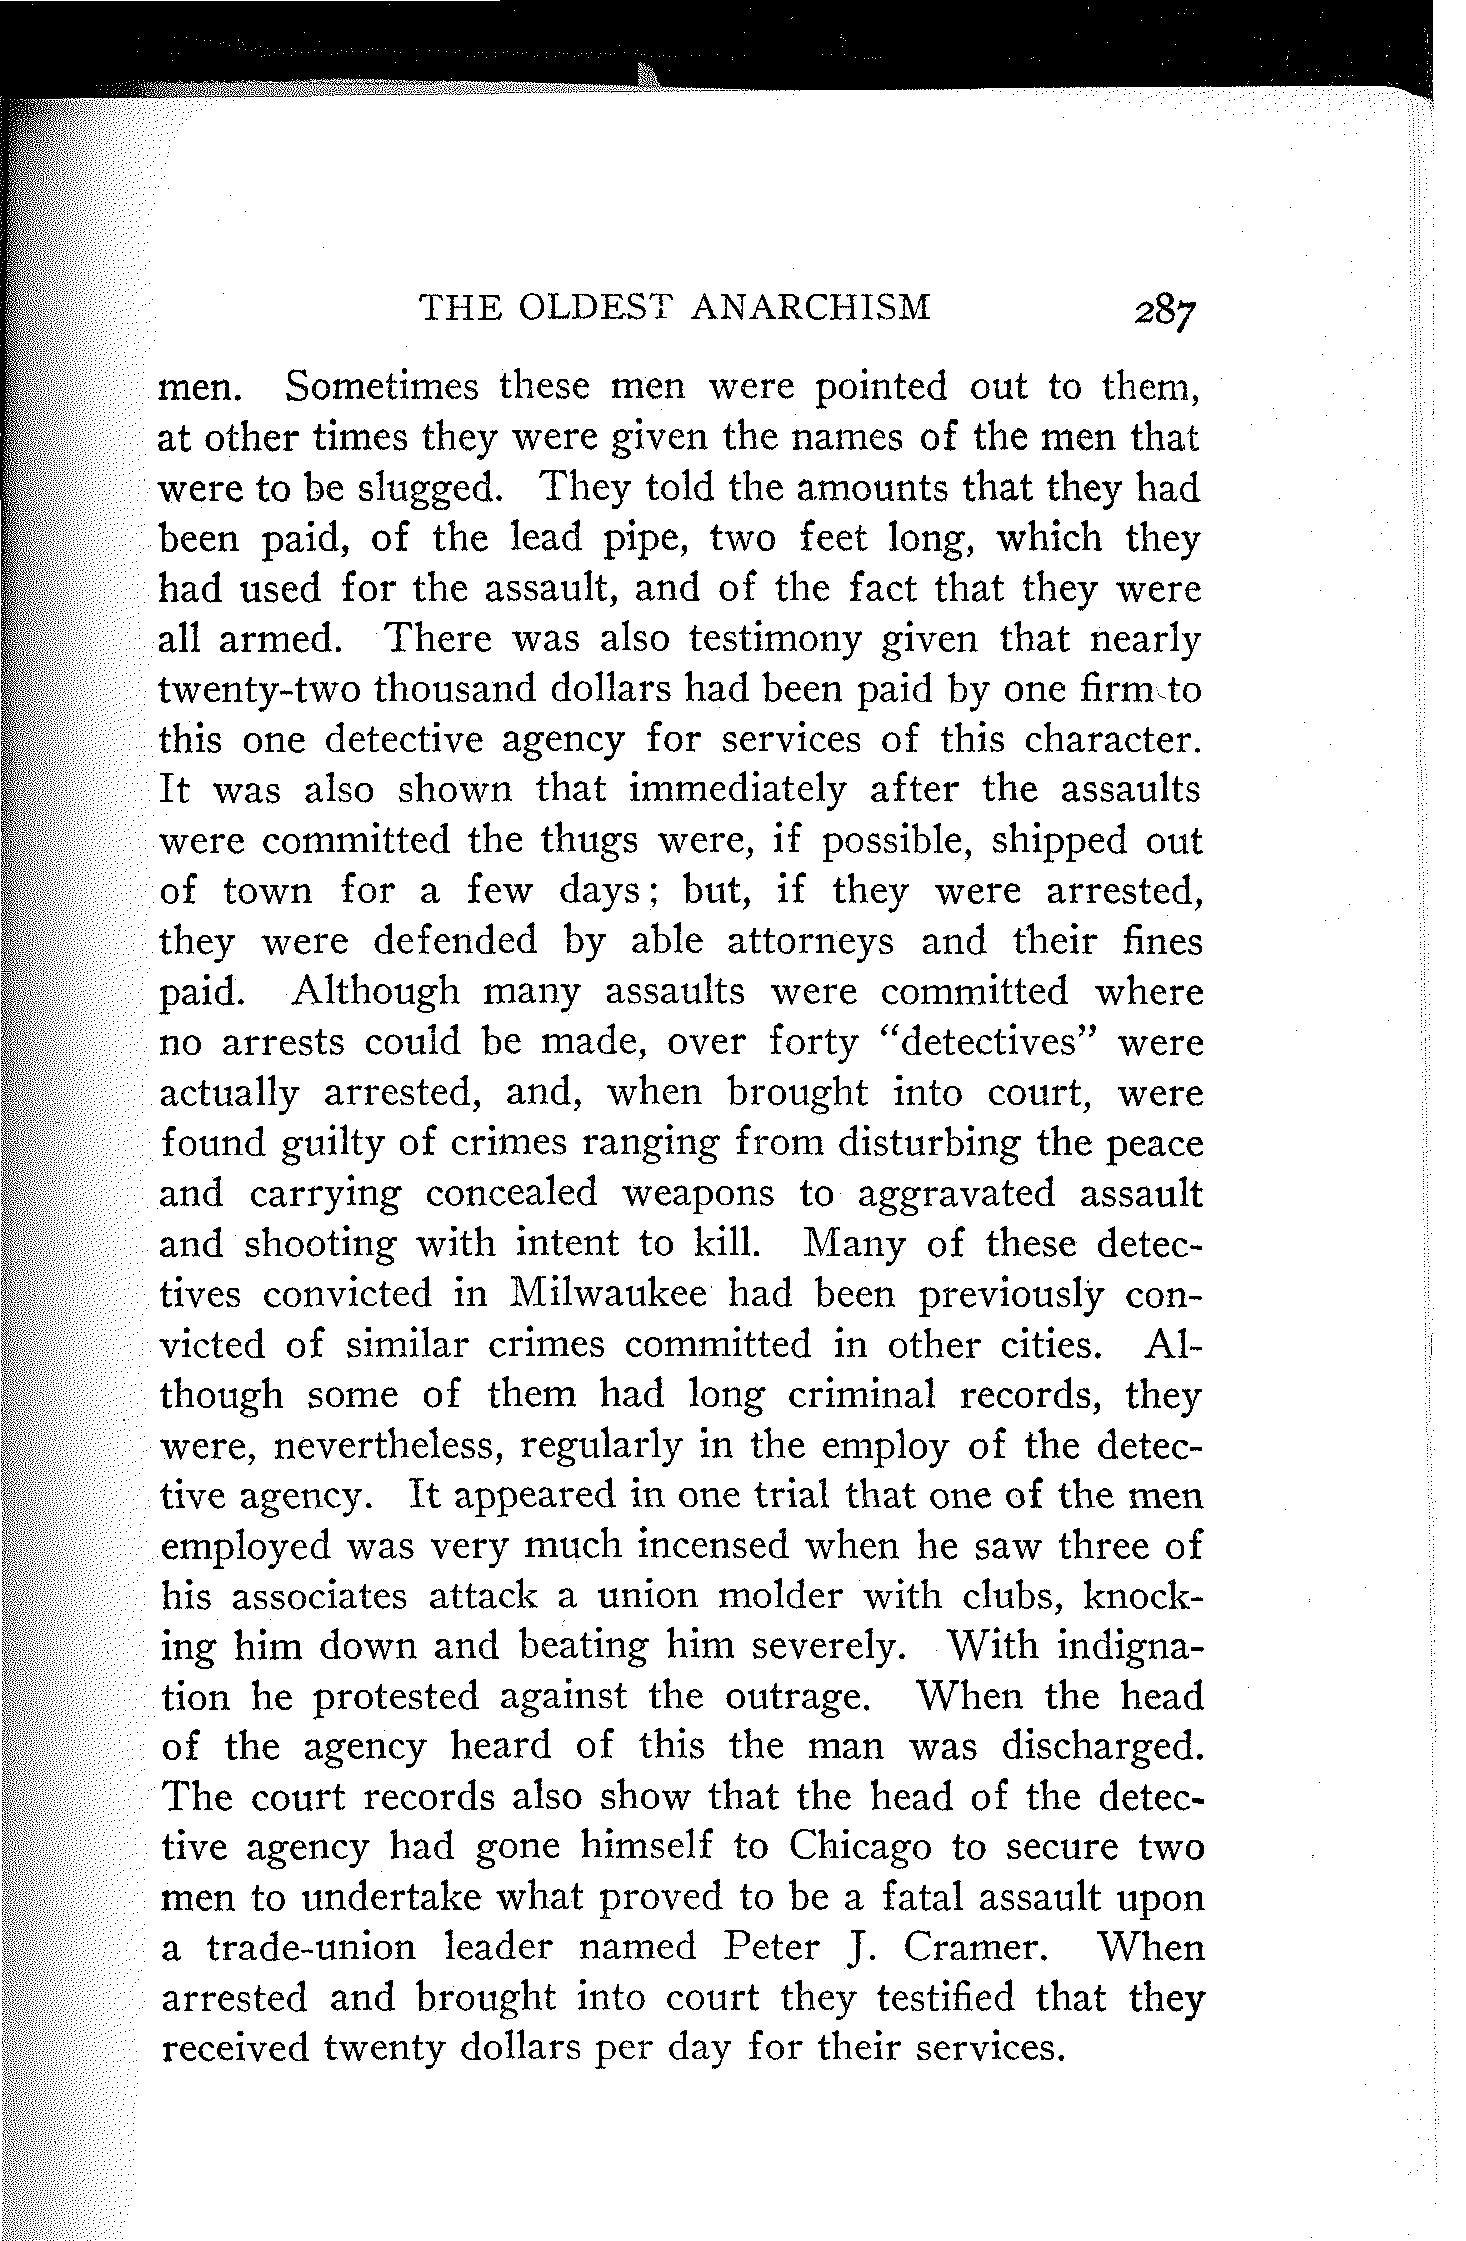 THE OLDEST ANARCHISM 287
men. Sometimes these men were pointed out to them,
at other times they were given the names of the men that
were to be slugged. They told the amounts that they had
been paid, of the lead pipe, two feet long, which they
had used for the assault, and of the fact that they were
all armed. There was also testimony given that nearly
twenty-two thousand dollars had been paid by one firm to
this one detective agency for services of this character.
It was also shown that immediately after the assaults
were committed the thugs were, if possible, shipped out
of town for a few days; but, if they were arrested,
they were defended by able attorneys and their fines
paid. Although many assaults were committed where
no arrests could be made, over forty “detectives” were
actually arrested, and, when brought into court, were
found guilty of crimes ranging from disturbing the peace
and carrying concealed weapons to aggravated assault
and shooting with intent to kill. Many of these detec-
tives convicted in Milwaukee had been previously con-
victed of similar crimes committed in other cities. Al-
though some of them had long criminal records, they
were, nevertheless, regularly in the employ of the detec-
tive agency. It appeared in one trial that one of the men
employed was very much incensed when he saw three of
his associates attack a union molder with clubs, knock-
ing him down and beating him severely. With indigna-
tion he protested against the outrage. When the head
of the agency heard of this the man was discharged.
The court records also show that the head of the detec-
tive agency had gone himself to Chicago to secure two
men to undertake what proved to be a fatal assault upon
a trade-union leader named Peter J. Cramer. When
arrested and brought into court they testified that they
received twenty dollars per day for their services.